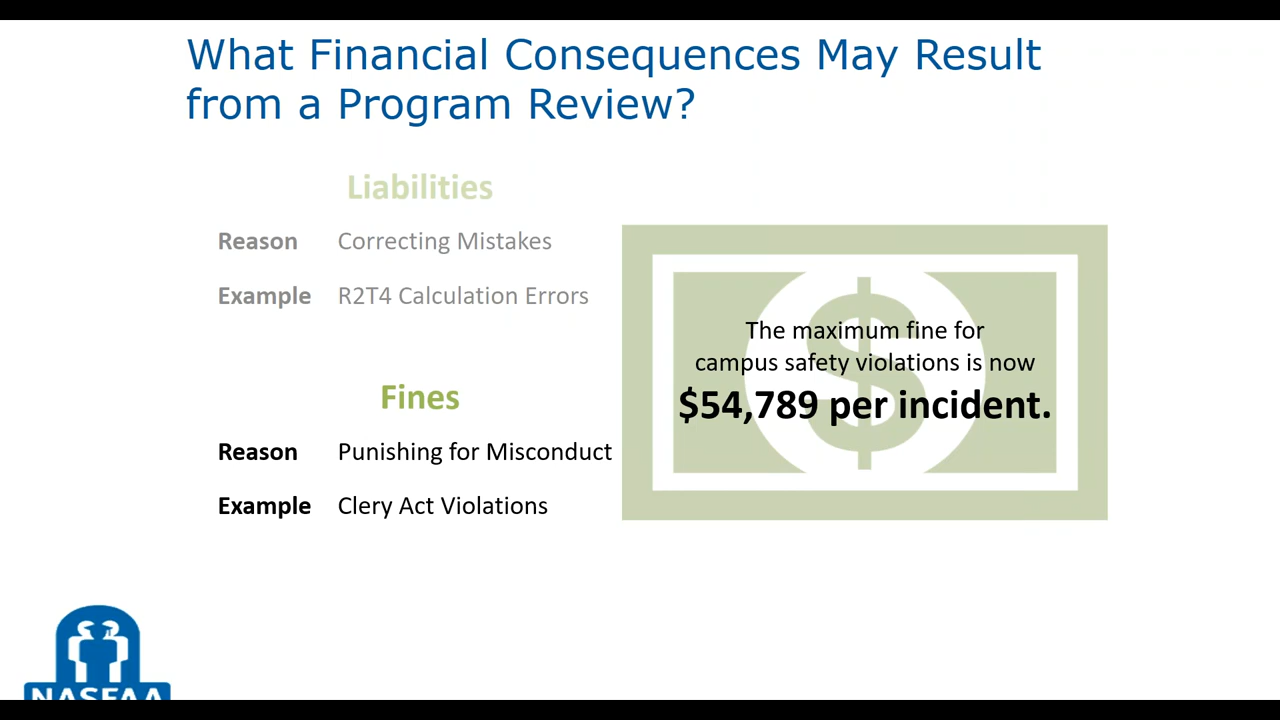 What Financial Consequences May Result
from a Program Review?
Liabilities
Reason Correcting Mistakes
Example R2T4 Calculation Errors
The maximum fine for
campus safety violations is now
$54,789 per incident.
Fines
Reason Punishing for Misconduct
Example Clery Act Violations
$
NASFAA